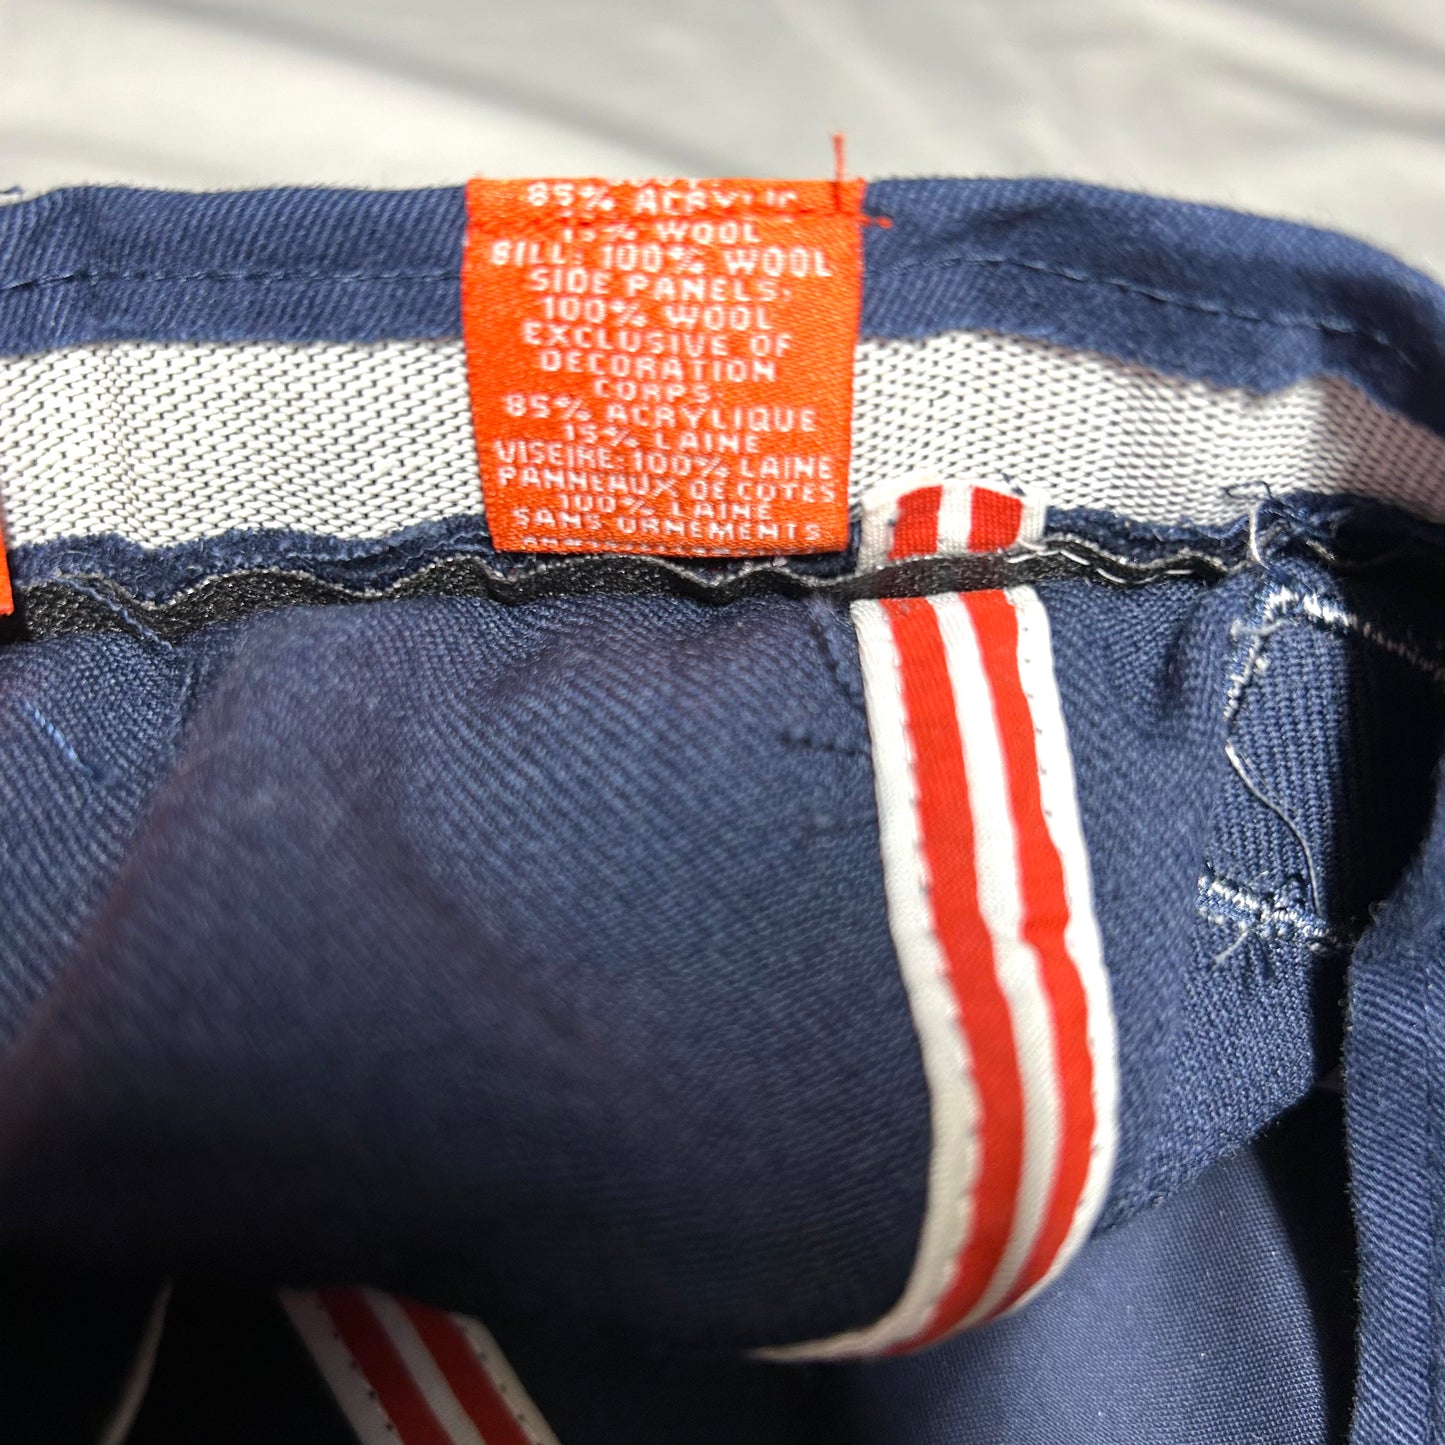 85% ACRYLIC
15% WOOL
BILL: 100% WOOL
SIDE PANELS:
100% WOOL
EXCLUSIVE OF
DECORATION
CORPS:
85% ACRYLIQUE
15% LAINE
VISEIRE: 100% LAINE
PANNEAUX DE COTES
100% LAINE
SANS ORNEMENTS